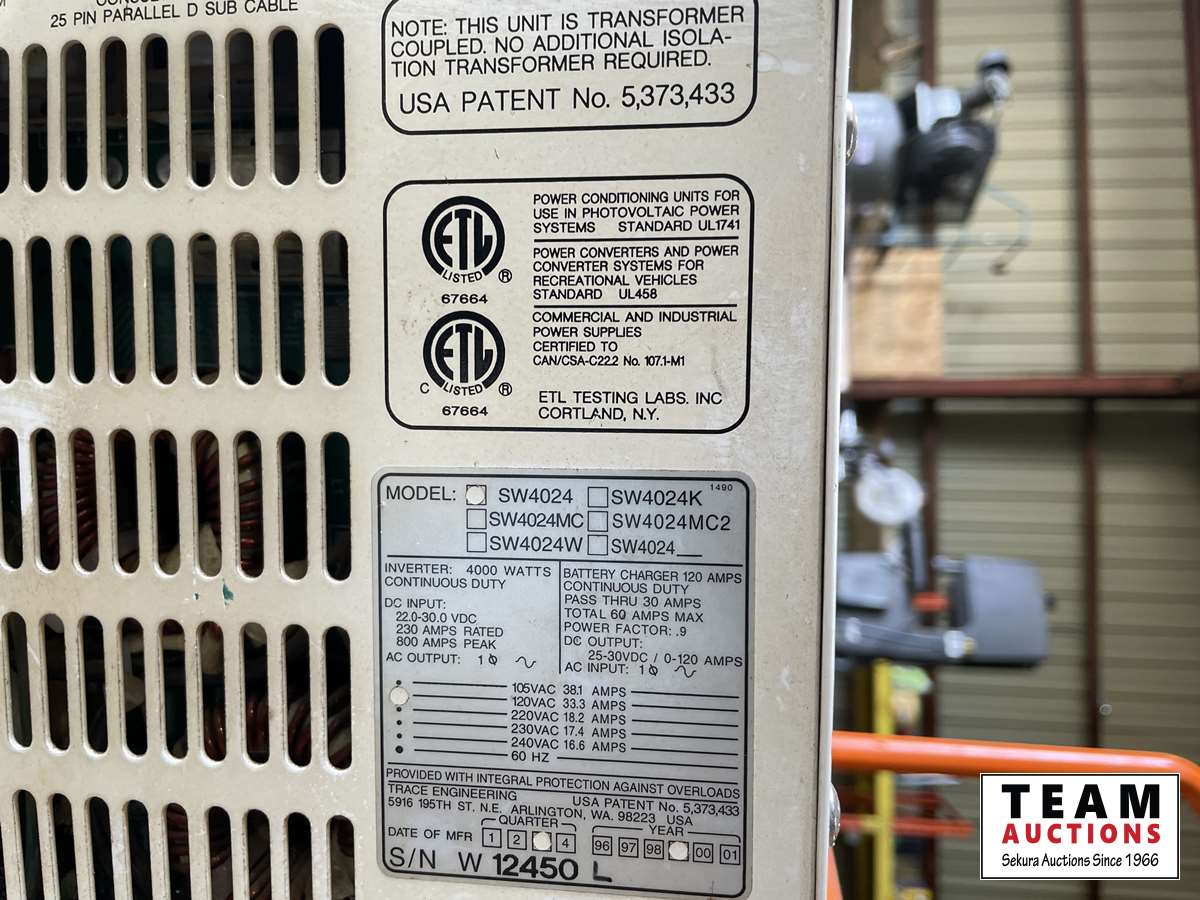 25 PIN PARALLEL D SUB CABLE
NOTE: THIS UNIT IS TRANSFORMER
COUPLED. NO ADDITIONAL ISOLA-
TION TRANSFORMER REQUIRED.
USA PATENT No. 5,373,433
ETL
LISTED ®
67664
POWER CONDITIONING UNITS FOR
USE IN PHOTOVOLTAIC POWER
SYSTEMS STANDARD UL1741
POWER CONVERTERS AND POWER
CONVERTER SYSTEMS FOR
RECREATIONAL VEHICLES
STANDARD UL458
ETL
C LISTED ®
67664
COMMERCIAL AND INDUSTRIAL
POWER SUPPLIES
CERTIFIED TO
CAN/CSA-C22.2 No. 107.1-M1
ETL TESTING LABS. INC
CORTLAND, N.Y.
1490
MODEL: SW4024 SW4024K
SW4024MC SW4024MC2
SW4024W SW4024___
INVERTER: 4000 WATTS
CONTINUOUS DUTY
DC INPUT:
22.0-30.0 VDC
230 AMPS RATED
800 AMPS PEAK
AC OUTPUT: 1Φ ∿
BATTERY CHARGER 120 AMPS
CONTINUOUS DUTY
PASS THRU 30 AMPS
TOTAL 60 AMPS MAX
POWER FACTOR: .9
DC OUTPUT:
25-30VDC / 0-120 AMPS
AC INPUT: 1Φ ∿
105VAC 38.1 AMPS
120VAC 33.3 AMPS
220VAC 18.2 AMPS
230VAC 17.4 AMPS
240VAC 16.6 AMPS
60 HZ
PROVIDED WITH INTEGRAL PROTECTION AGAINST OVERLOADS
TRACE ENGINEERING USA PATENT No. 5,373,433
5916 195TH ST. N.E. ARLINGTON, WA. 98223 USA
QUARTER YEAR
DATE OF MFR 1 2 4 96 97 98 00 01
S/N W 12450 L
TEAM
AUCTIONS
Sekura Auctions Since 1966